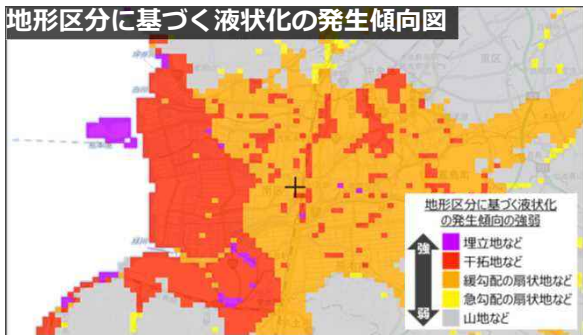 地形区分に基づく液状化の発生傾向図
地形区分に基づく液状化
の発生傾向の強弱
強
埋立地など
干拓地など
緩勾配の扇状地など
急勾配の扇状地など
弱
山地など